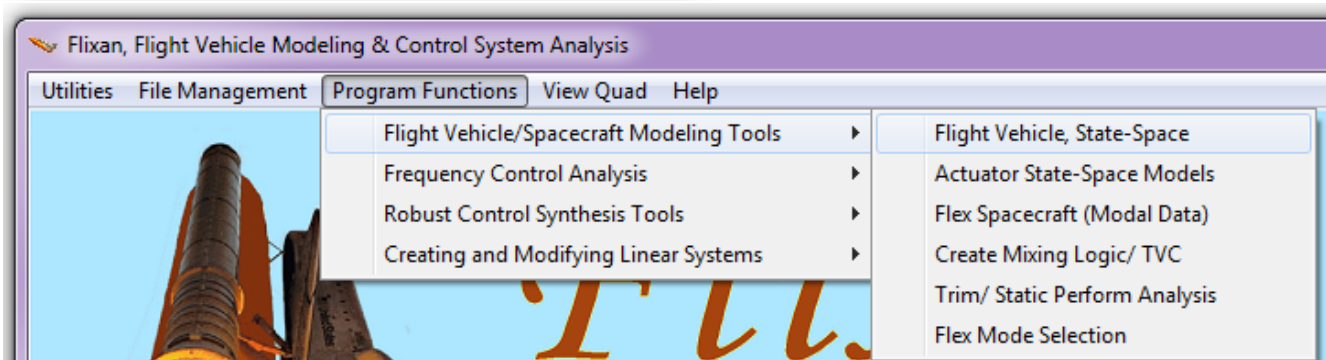 Flixan, Flight Vehicle Modeling & Control System Analysis
Utilities File Management Program Functions View Quad Help
Flight Vehicle/Spacecraft Modeling Tools
Frequency Control Analysis
Robust Control Synthesis Tools
Creating and Modifying Linear Systems
Flight Vehicle, State-Space
Actuator State-Space Models
Flex Spacecraft (Modal Data)
Create Mixing Logic/ TVC
Trim/ Static Perform Analysis
Flex Mode Selection